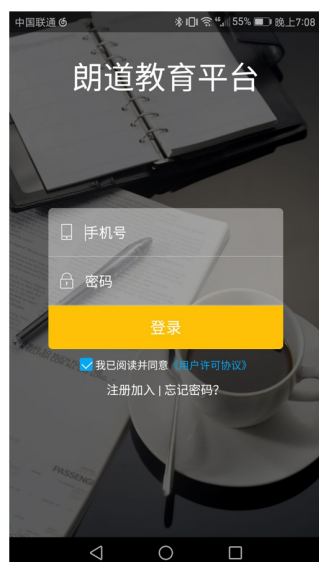 中国联通
55%
晚上7:08
朗道教育平台
手机号
密码
登录
我已阅读并同意《用户许可协议》
注册加入 | 忘记密码?
PASSENG